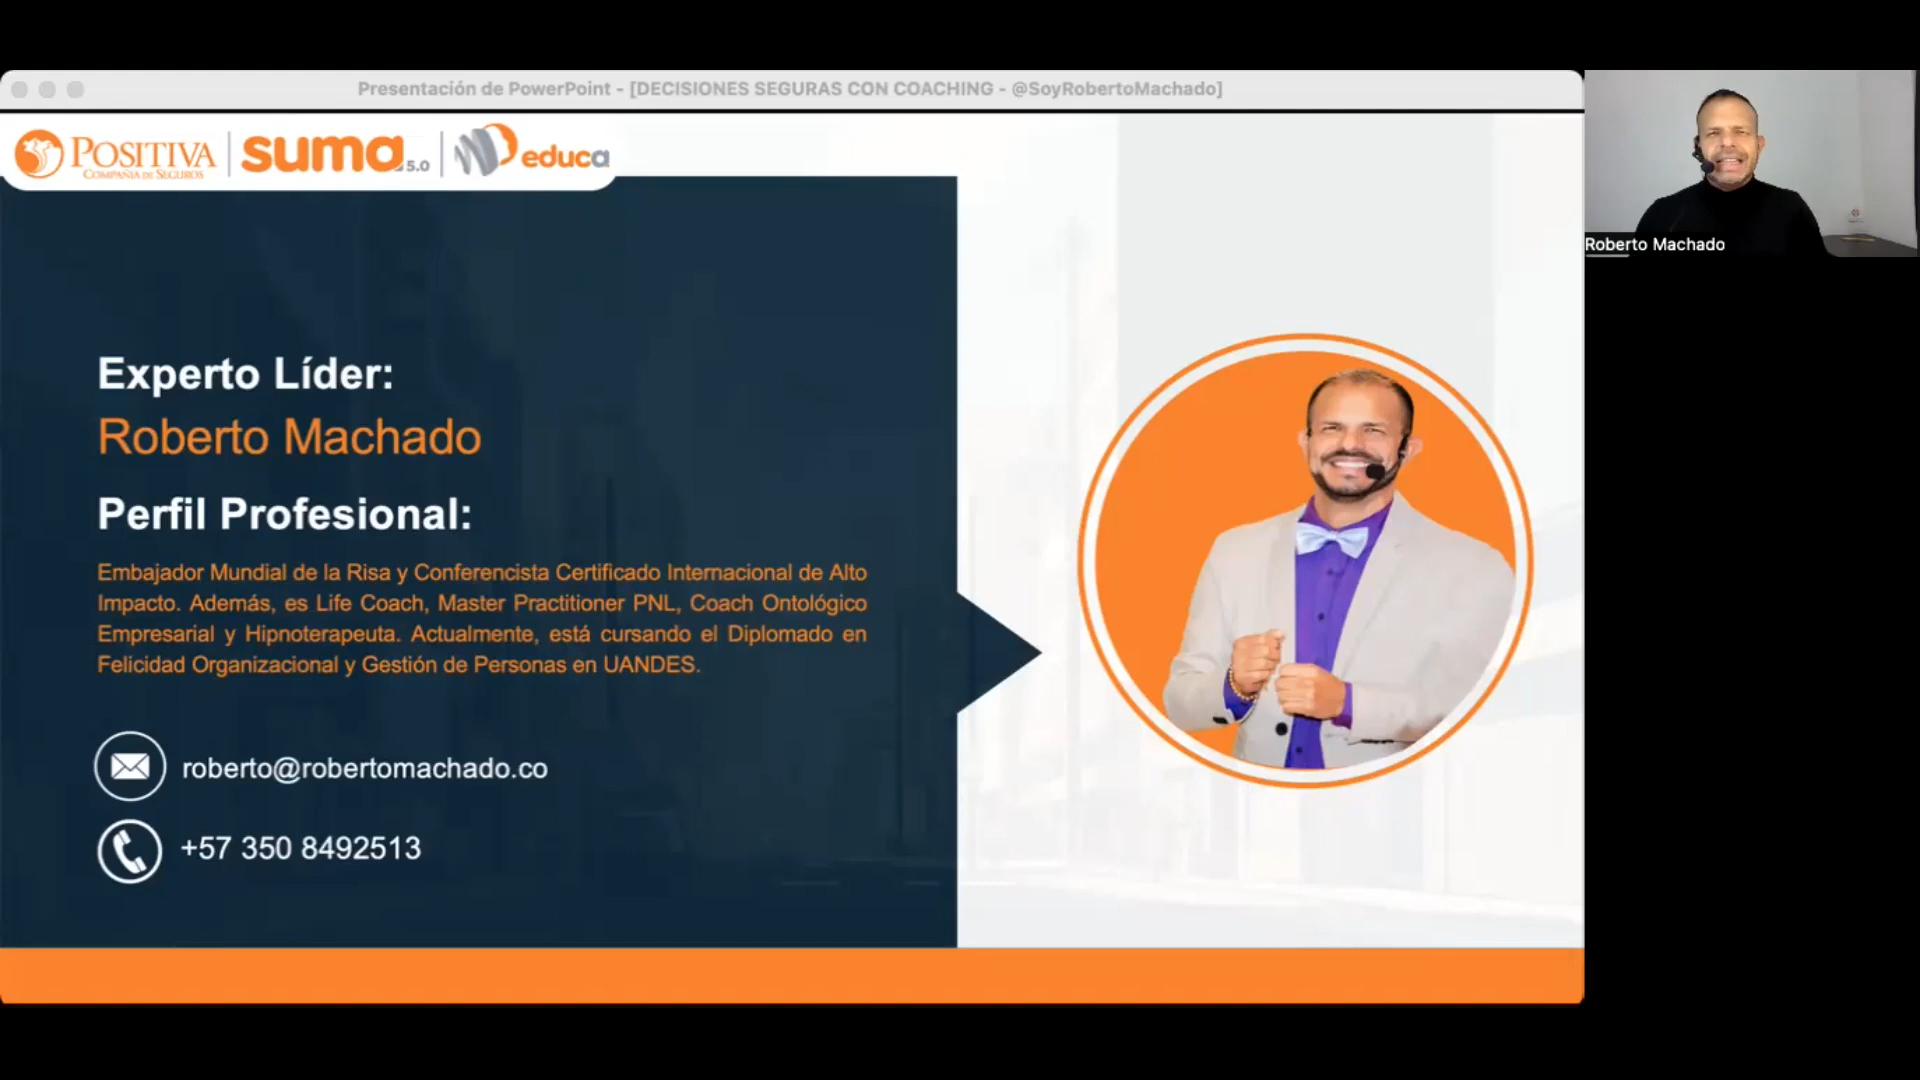 Presentación de PowerPoint - [DECISIONES SEGURAS CON COACHING - @SoyRobertoMachado]
POSITIVA
COMPAÑIA DE SEGUROS
suma 5.0
educa
Roberto Machado
Experto Líder:
Roberto Machado
Perfil Profesional:
Embajador Mundial de la Risa y Conferencista Certificado Internacional de Alto
Impacto. Además, es Life Coach, Master Practitioner PNL, Coach Ontológico
Empresarial y Hipnoterapeuta. Actualmente, está cursando el Diplomado en
Felicidad Organizacional y Gestión de Personas en UANDES.
roberto@robertomachado.co
+57 350 8492513